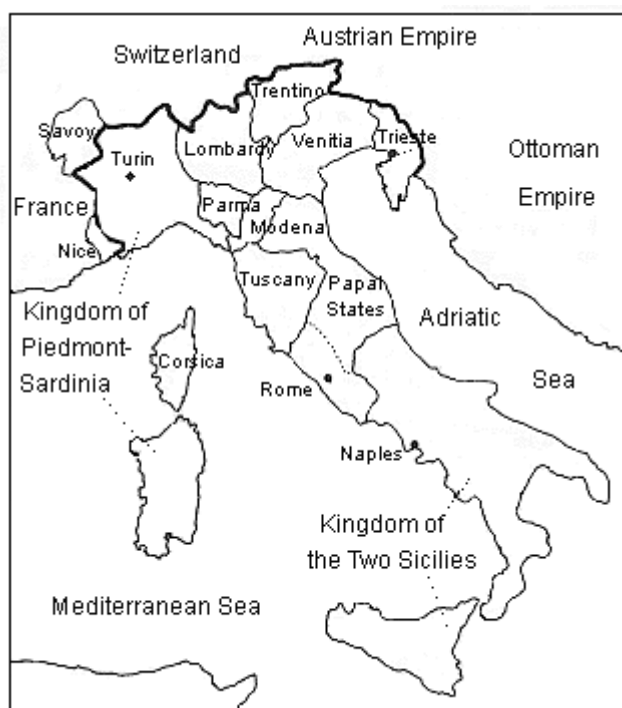 Austrian Empire
Switzerland
Trentino
Savoy
Lombardy
Venitia
Trieste
Turin
Ottoman
Empire
France
Parma
Modena
Nice
Tuscany
Papal
States
Kingdom of
Piedmont-
Sardinia
Adriatic
Sea
Corsica
Rome
Naples
Kingdom of
the Two Sicilies
Mediterranean Sea